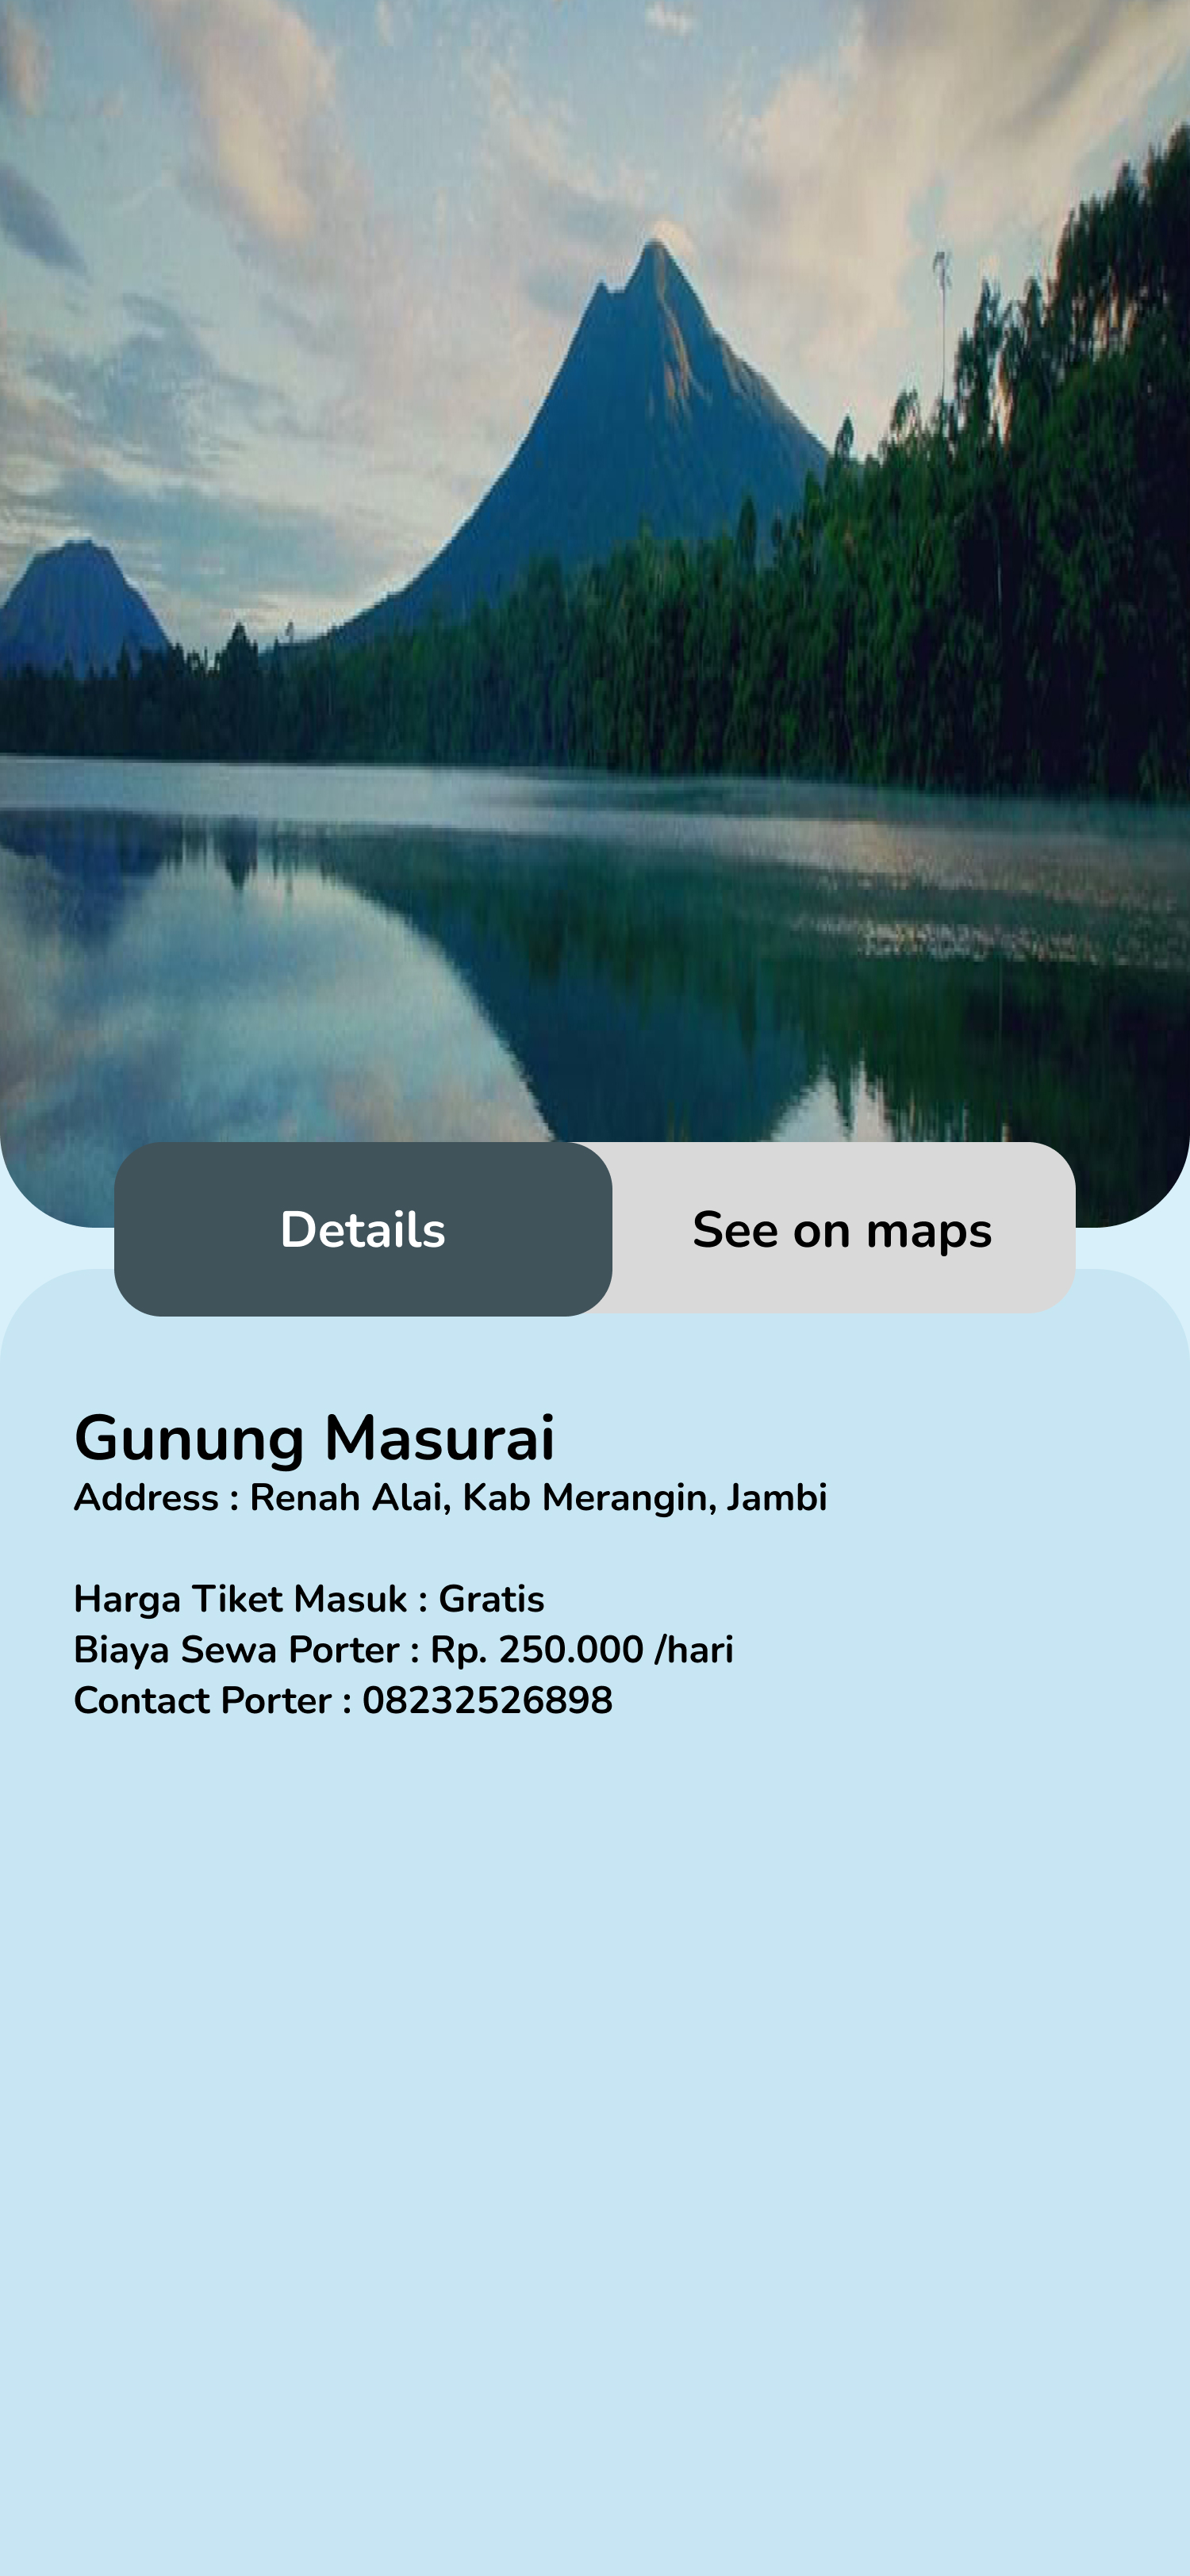 Details
See on maps
Gunung Masurai
Address : Renah Alai, Kab Merangin, Jambi
Harga Tiket Masuk : Gratis
Biaya Sewa Porter : Rp. 250.000 /hari
Contact Porter : 08232526898